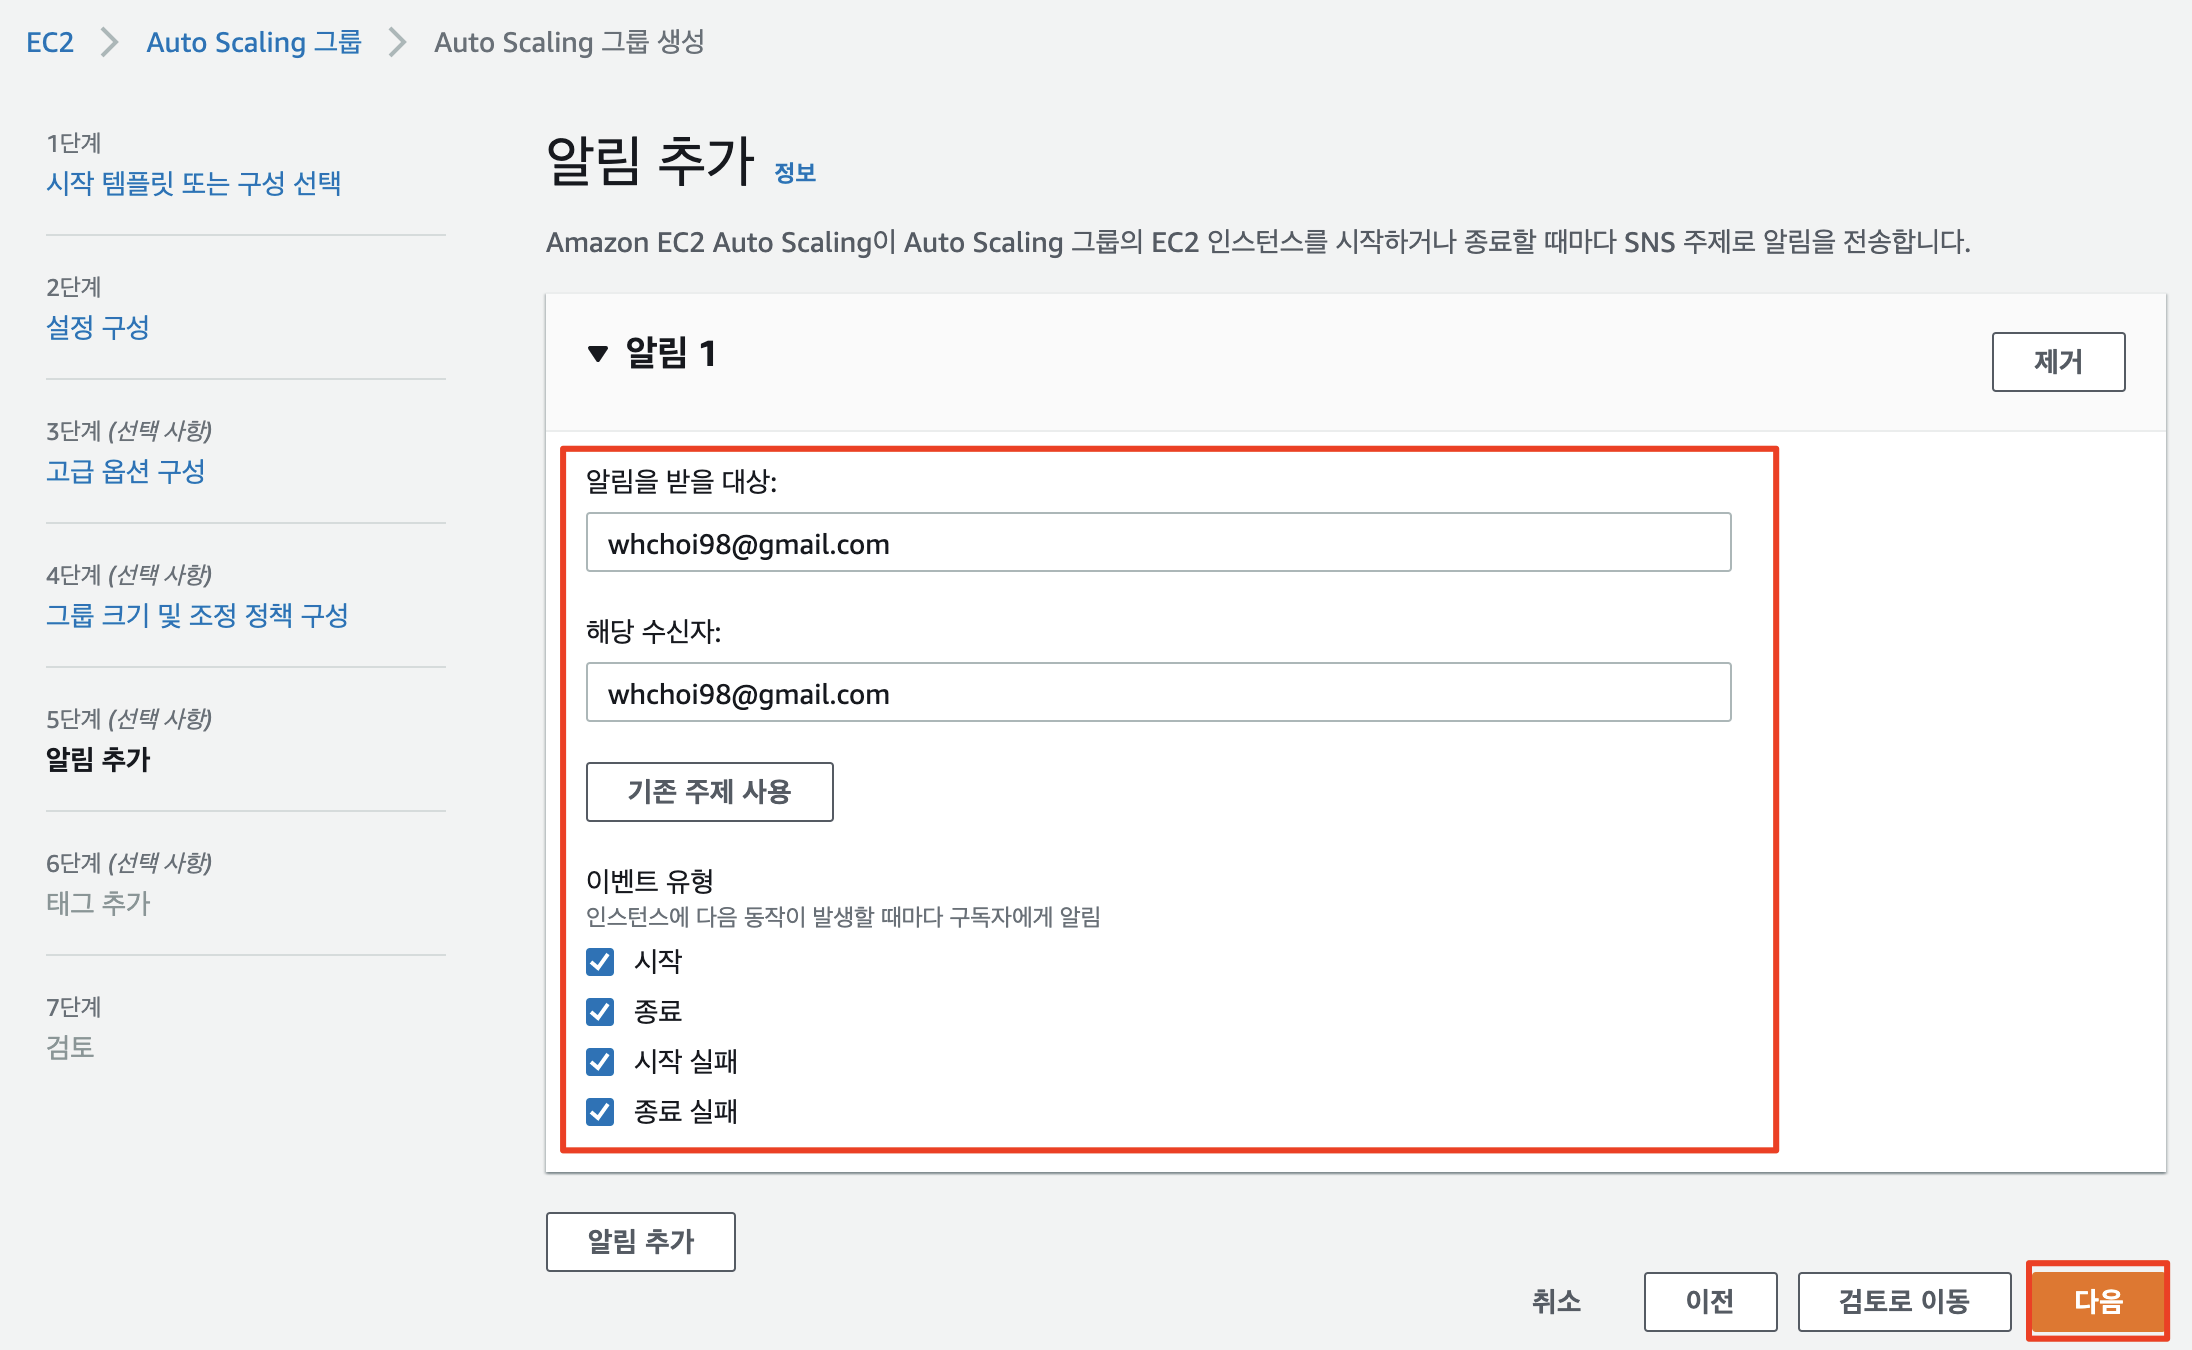 EC2 > Auto Scaling 그룹 > Auto Scaling 그룹 생성
1단계
시작 템플릿 또는 구성 선택
2단계
설정 구성
3단계 (선택 사항)
고급 옵션 구성
4단계 (선택 사항)
그룹 크기 및 조정 정책 구성
5단계 (선택 사항)
알림 추가
6단계 (선택 사항)
태그 추가
7단계
검토
알림 추가 정보
Amazon EC2 Auto Scaling이 Auto Scaling 그룹의 EC2 인스턴스를 시작하거나 종료할 때마다 SNS 주제로 알림을 전송합니다.
알림 1
제거
알림을 받을 대상:
whchoi98@gmail.com
해당 수신자:
whchoi98@gmail.com
기존 주제 사용
이벤트 유형
인스턴스에 다음 동작이 발생할 때마다 구독자에게 알림
시작
종료
시작 실패
종료 실패
알림 추가
취소 이전 검토로 이동 다음